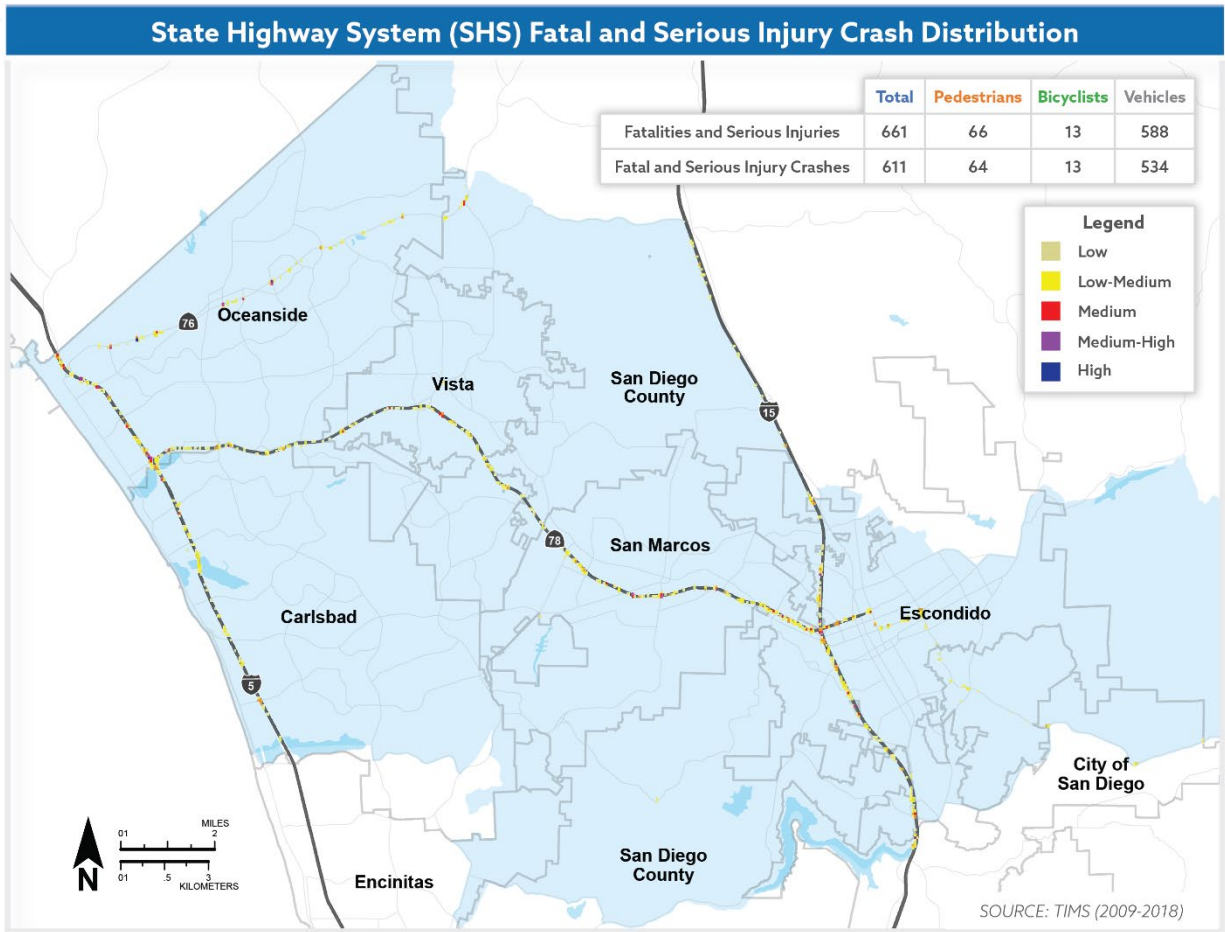 State Highway System (SHS) Fatal and Serious Injury Crash Distribution
Total Pedestrians Bicyclists Vehicles
Fatalities and Serious Injuries 661 66 13 588
Fatal and Serious Injury Crashes 611 64 13 534
Legend
Low
Low-Medium
Medium
Medium-High
High
76
Oceanside
Vista
San Diego
County
15
78
San Marcos
Carlsbad
Escondido
5
City of
San Diego
San Diego
County
Encinitas
N
MILES
0 1 2
0 1 .5 3
KILOMETERS
SOURCE: TIMS (2009-2018)